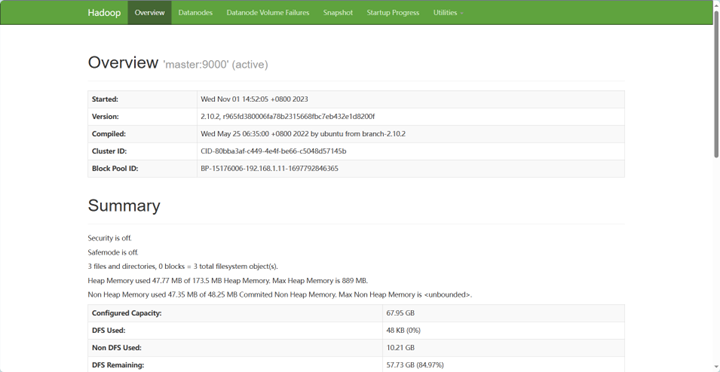 Hadoop Overview Datanodes Datanode Volume Failures Snapshot Startup Progress Utilities
Overview 'master:9000' (active)
Started: Wed Nov 01 14:52:05 +0800 2023
Version: 2.10.2, r965fd380006fa78b2315668fbc7eb432e1d8200f
Compiled: Wed May 25 06:35:00 +0800 2022 by ubuntu from branch-2.10.2
Cluster ID: CID-80bba3af-c449-4e4f-be66-c5048d57145b
Block Pool ID: BP-15176006-192.168.1.11-1697792846365
Summary
Security is off.
Safemode is off.
3 files and directories, 0 blocks = 3 total filesystem object(s).
Heap Memory used 47.77 MB of 173.5 MB Heap Memory. Max Heap Memory is 889 MB.
Non Heap Memory used 47.35 MB of 48.25 MB Commited Non Heap Memory. Max Non Heap Memory is <unbounded>.
Configured Capacity: 67.95 GB
DFS Used: 48 KB (0%)
Non DFS Used: 10.21 GB
DFS Remaining: 57.73 GB (84.97%)